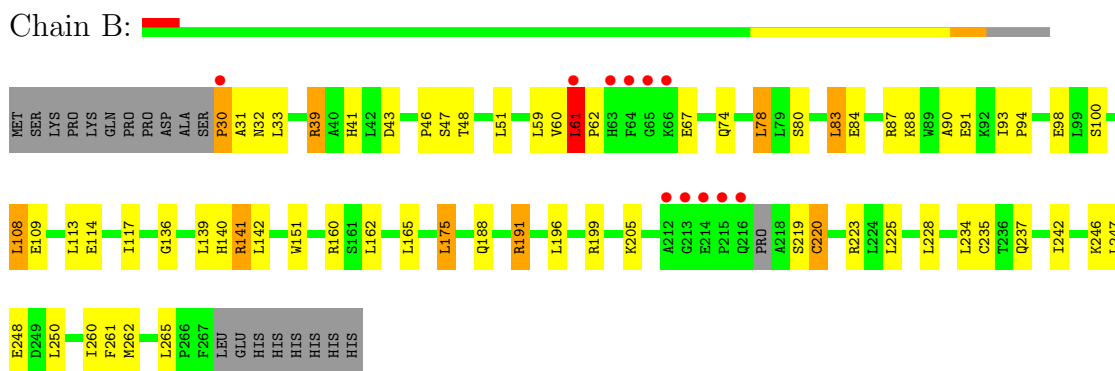 Chain B:
MET SER LYS PRO LYS GLN PRO PRO ASP ALA SER P30 A31 N32 L33 R39 A40 H41 L42 D43 P46 S47 T48 L51 L59 V60 L61 P62 H63 F64 G65 K66 E67 Q74 L78 L79 S80 L83 E84 R87 K88 W89 A90 E91 K92 I93 P94 E98 L99 S100
L108 E109 L113 E114 I117 G136 L139 H140 R141 L142 W151 R160 S161 L162 L165 L175 Q188 R191 L196 R199 K205 A212 G213 E214 P215 Q216 PRO A218 S219 C220 R223 L224 L225 L228 L234 C235 T236 Q237 I242 K246 L247
E248 D249 L250 I260 F261 M262 L265 P266 F267 LEU GLU HIS HIS HIS HIS HIS HIS